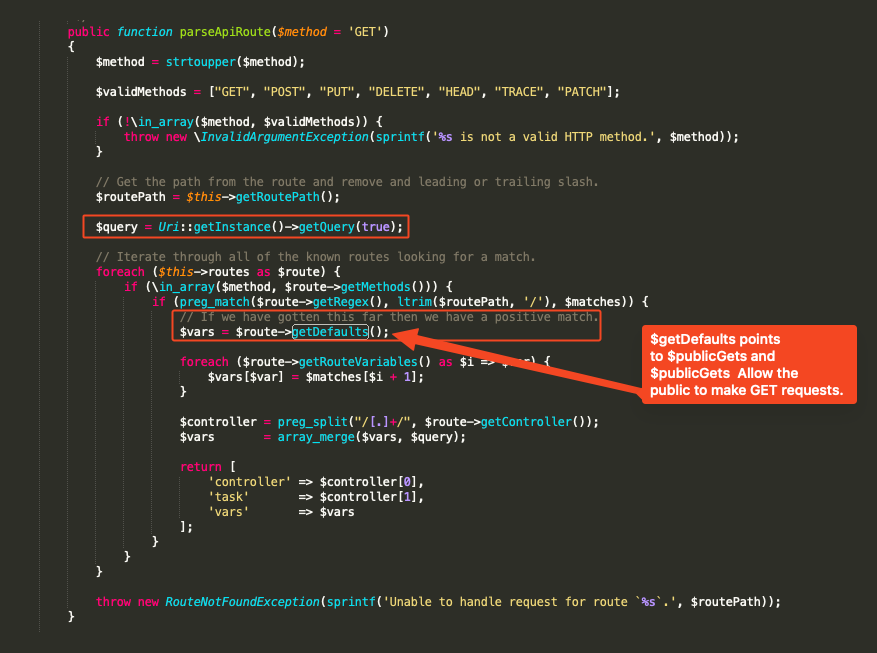 public function parseApiRoute($method = 'GET')
{
$method = strtoupper($method);
$validMethods = ["GET", "POST", "PUT", "DELETE", "HEAD", "TRACE", "PATCH"];
if (!\in_array($method, $validMethods)) {
throw new \InvalidArgumentException(sprintf('%s is not a valid HTTP method.', $method));
}
// Get the path from the route and remove and leading or trailing slash.
$routePath = $this->getRoutePath();
$query = Uri::getInstance()->getQuery(true);
// Iterate through all of the known routes looking for a match.
foreach ($this->routes as $route) {
if (\in_array($method, $route->getMethods())) {
if (preg_match($route->getRegex(), ltrim($routePath, '/'), $matches)) {
// If we have gotten this far then we have a positive match.
$vars = $route->getDefaults();
foreach ($route->getRouteVariables() as $i => $var) {
$vars[$var] = $matches[$i + 1];
}
$controller = preg_split("/[.]+/", $route->getController());
$vars = array_merge($vars, $query);
return [
'controller' => $controller[0],
'task' => $controller[1],
'vars' => $vars
];
}
}
}
throw new RouteNotFoundException(sprintf('Unable to handle request for route `%s`.', $routePath));
}
$getDefaults points
to $publicGets and
$publicGets Allow the
public to make GET requests.